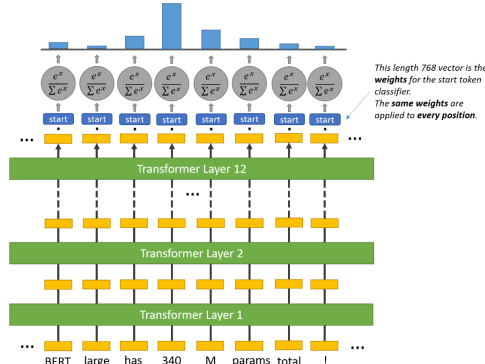 e^x e^x e^x e^x e^x e^x e^x e^x
Σ e^x Σ e^x Σ e^x Σ e^x Σ e^x Σ e^x Σ e^x Σ e^x
This length 768 vector is the
weights for the start token
classifier.
The same weights are
applied to every position.
start start start start start start start start
Transformer Layer 12
...
Transformer Layer 2
Transformer Layer 1
... ...
BERT large has 340 M params total !